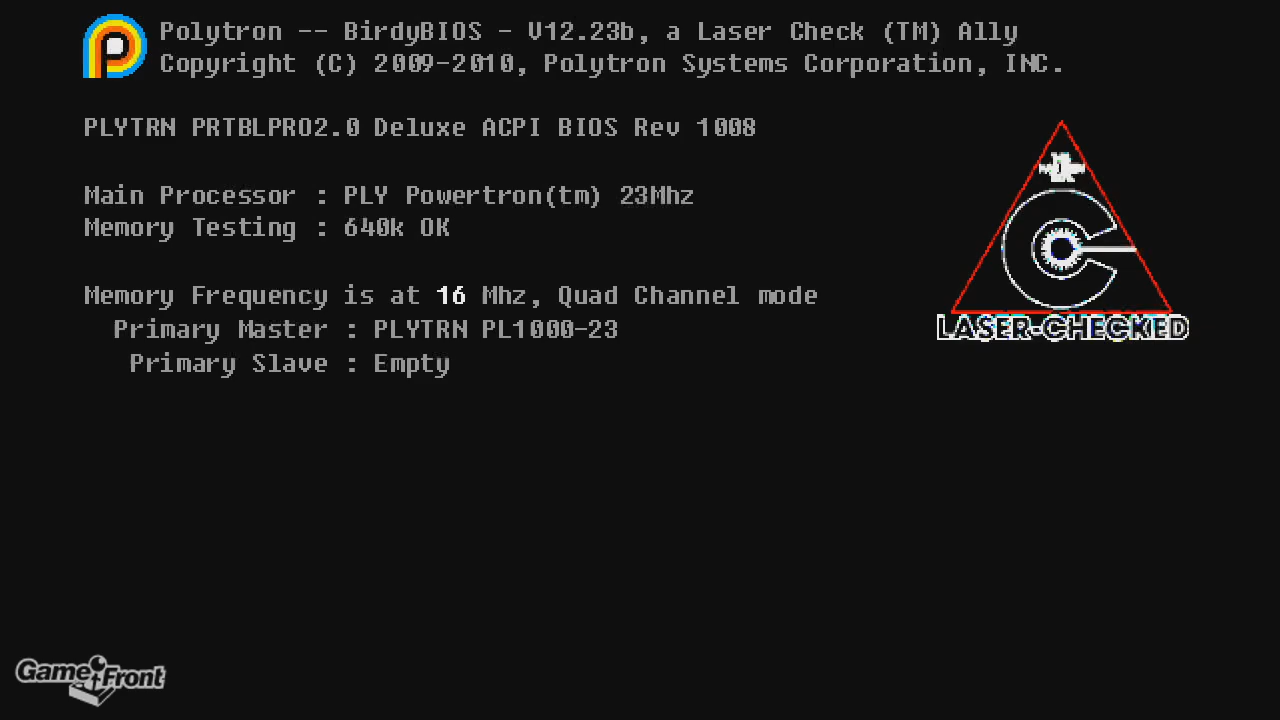 Polytron -- BirdyBIOS - V12.23b, a Laser Check (TM) Ally
Copyright (C) 2009-2010, Polytron Systems Corporation, INC.
PLYTRN PRTBLPRO2.0 Deluxe ACPI BIOS Rev 1008
Main Processor : PLY Powertron(tm) 23Mhz
Memory Testing : 640k OK
Memory Frequency is at 16 Mhz, Quad Channel mode
Primary Master : PLYTRN PL1000-23
Primary Slave : Empty
LASER-CHECKED
GameFront